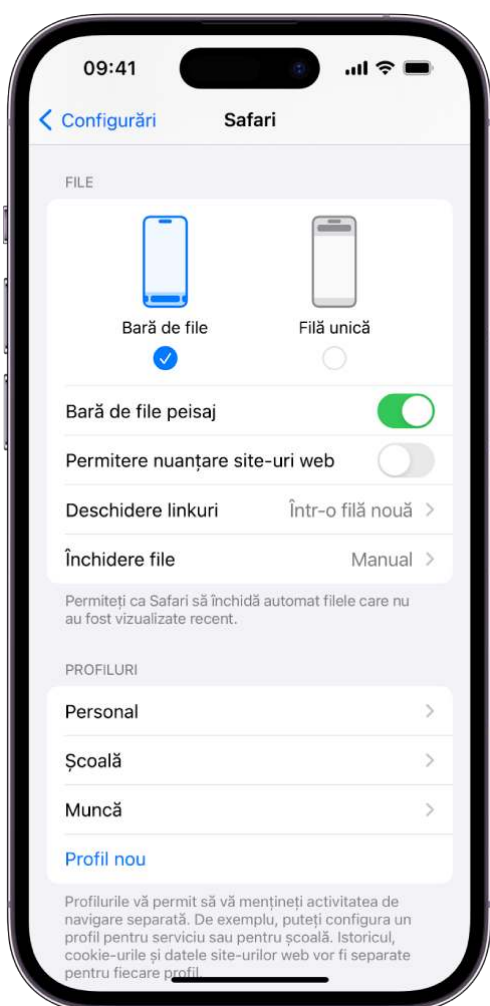 09:41
Configurări
Safari
FILE
Bară de file
Filă unică
Bară de file peisaj
Permitere nuanțare site-uri web
Deschidere linkuri
Într-o filă nouă
Închidere file
Manual
Permiteți ca Safari să închidă automat filele care nu
au fost vizualizate recent.
PROFILURI
Personal
Școală
Muncă
Profil nou
Profilurile vă permit să vă mențineți activitatea de
navigare separată. De exemplu, puteți configura un
profil pentru serviciu sau pentru școală. Istoricul,
cookie-urile și datele site-urilor web vor fi separate
pentru fiecare profil.